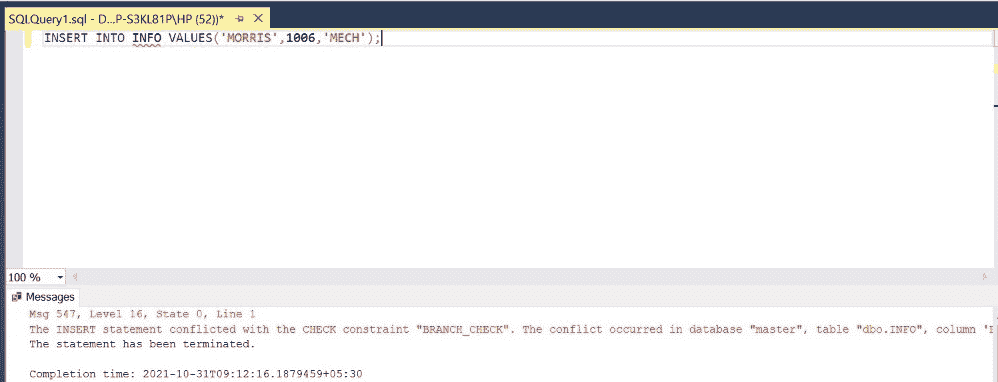 SQLQuery1.sql - D...P-S3KL81P\HP (52))*
INSERT INTO INFO VALUES('MORRIS',1006,'MECH');
100 %
Messages
Msg 547, Level 16, State 0, Line 1
The INSERT statement conflicted with the CHECK constraint "BRANCH_CHECK". The conflict occurred in database "master", table "dbo.INFO", column
The statement has been terminated.
Completion time: 2021-10-31T09:12:16.1879459+05:30